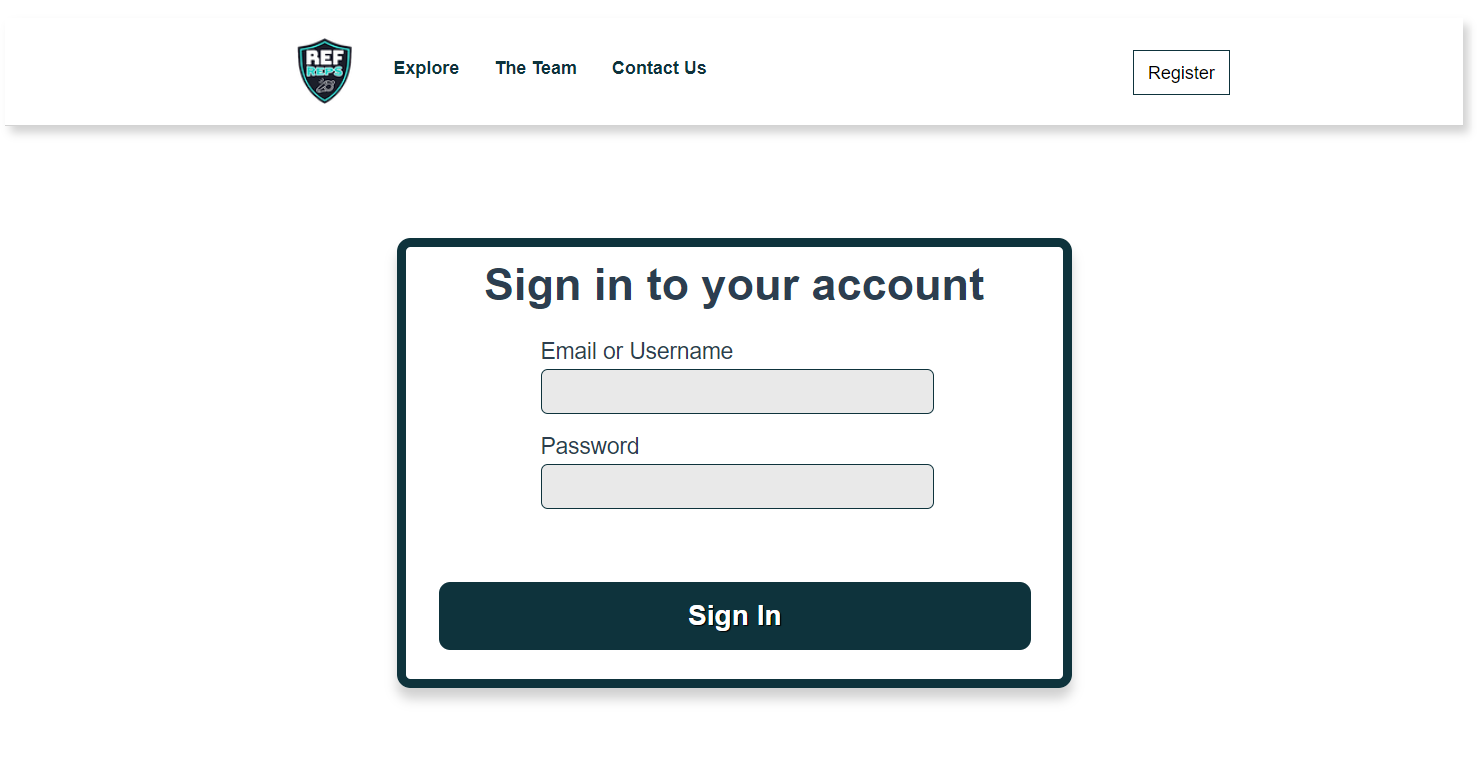 REF
REPS
Explore
The Team
Contact Us
Register
Sign in to your account
Email or Username
Password
Sign In